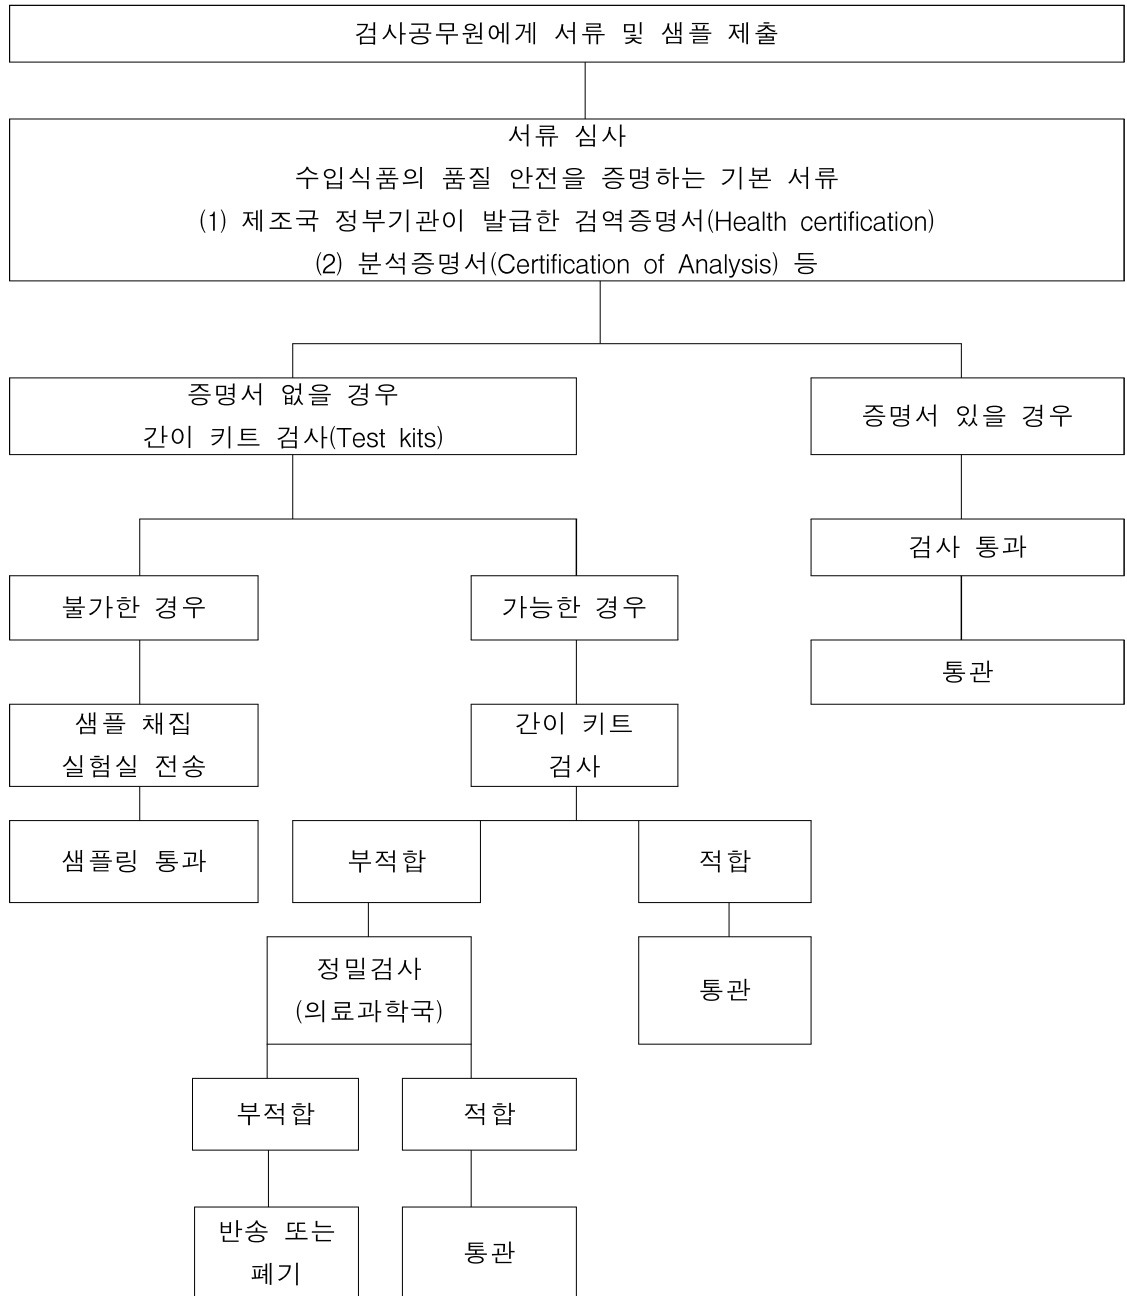 검사공무원에게 서류 및 샘플 제출
서류 심사
수입식품의 품질 안전을 증명하는 기본 서류
(1) 제조국 정부기관이 발급한 검역증명서(Health certification)
(2) 분석증명서(Certification of Analysis) 등
증명서 없을 경우
간이 키트 검사(Test kits)
증명서 있을 경우
검사 통과
불가한 경우
가능한 경우
통관
샘플 채집
실험실 전송
간이 키트
검사
샘플링 통과
부적합
적합
정밀검사
(의료과학국)
통관
부적합
적합
반송 또는
폐기
통관